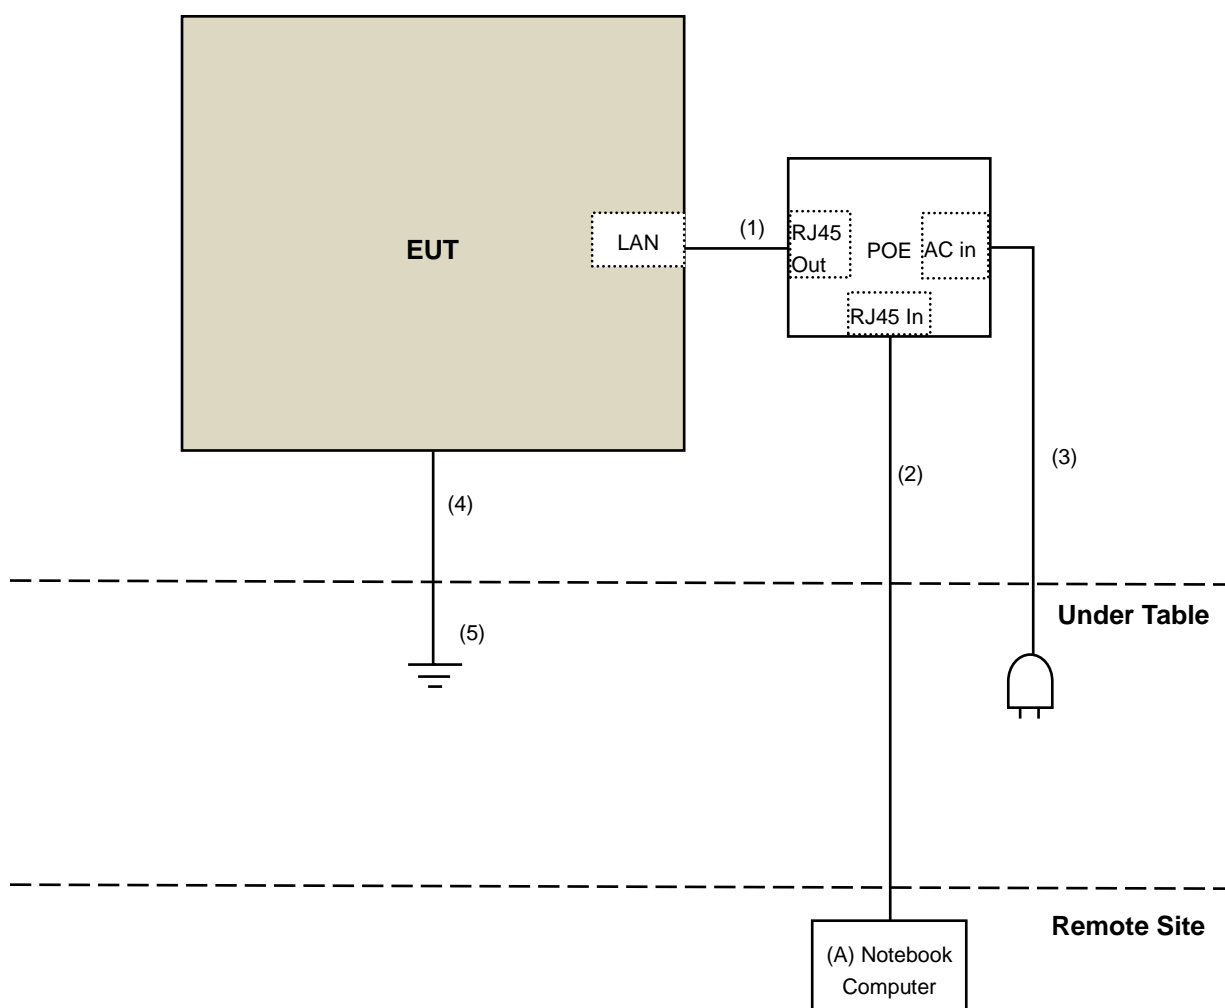 EUT
LAN
(1)
RJ45
Out
POE
AC in
RJ45 In
(2)
(3)
(4)
Under Table
(5)
Remote Site
(A) Notebook
Computer